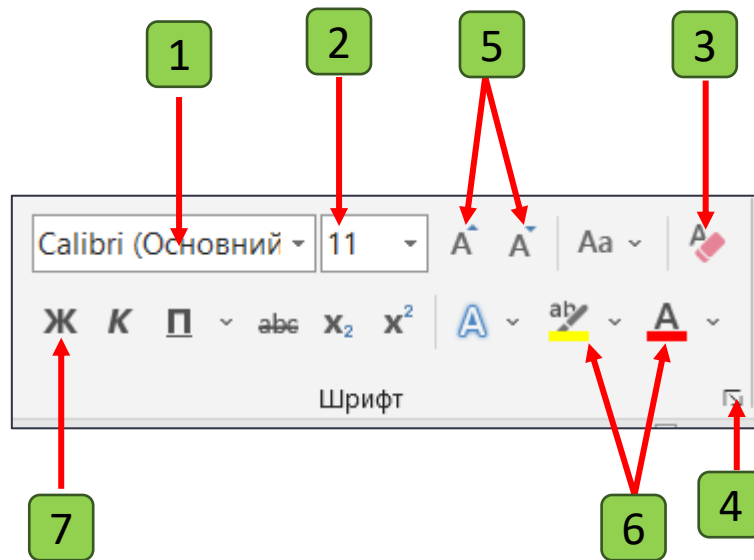 1 2 5 3
Calibri (Основний 11 А А Aa А
Ж К П abc x₂ x² A ab A
Шрифт
7 6 4